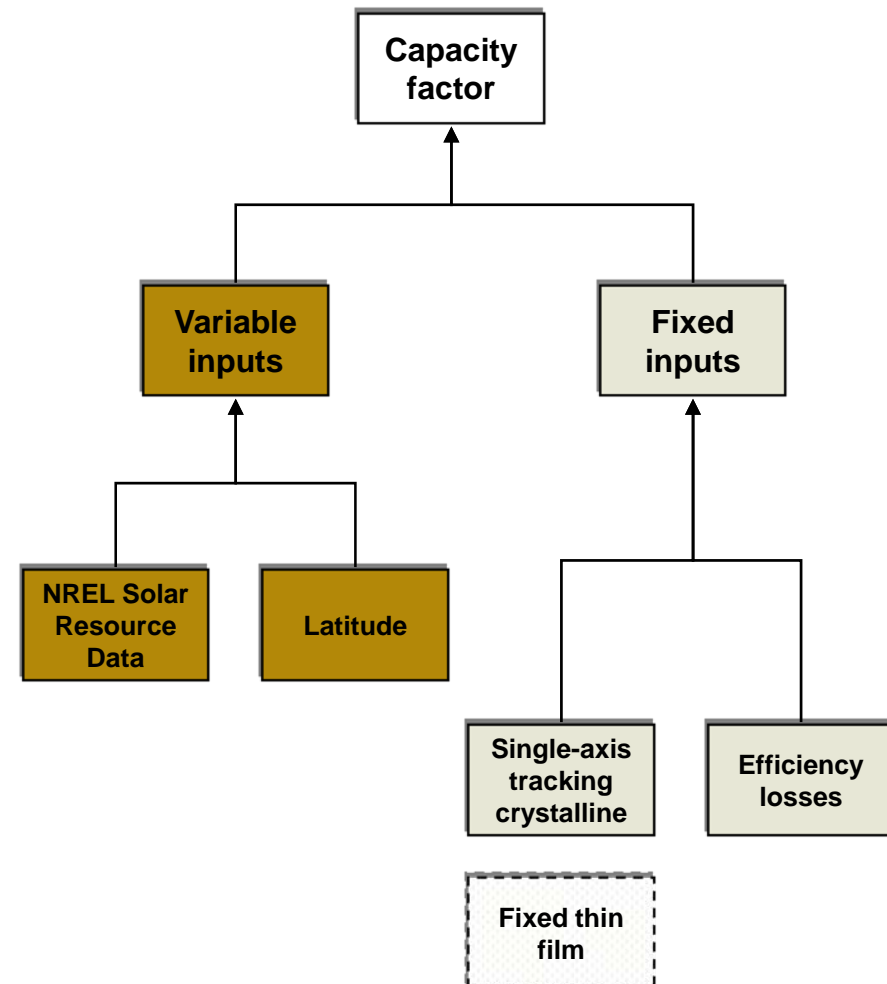 Capacity
factor
Variable
inputs
Fixed
inputs
NREL Solar
Resource
Data
Latitude
Single-axis
tracking
crystalline
Efficiency
losses
Fixed thin
film